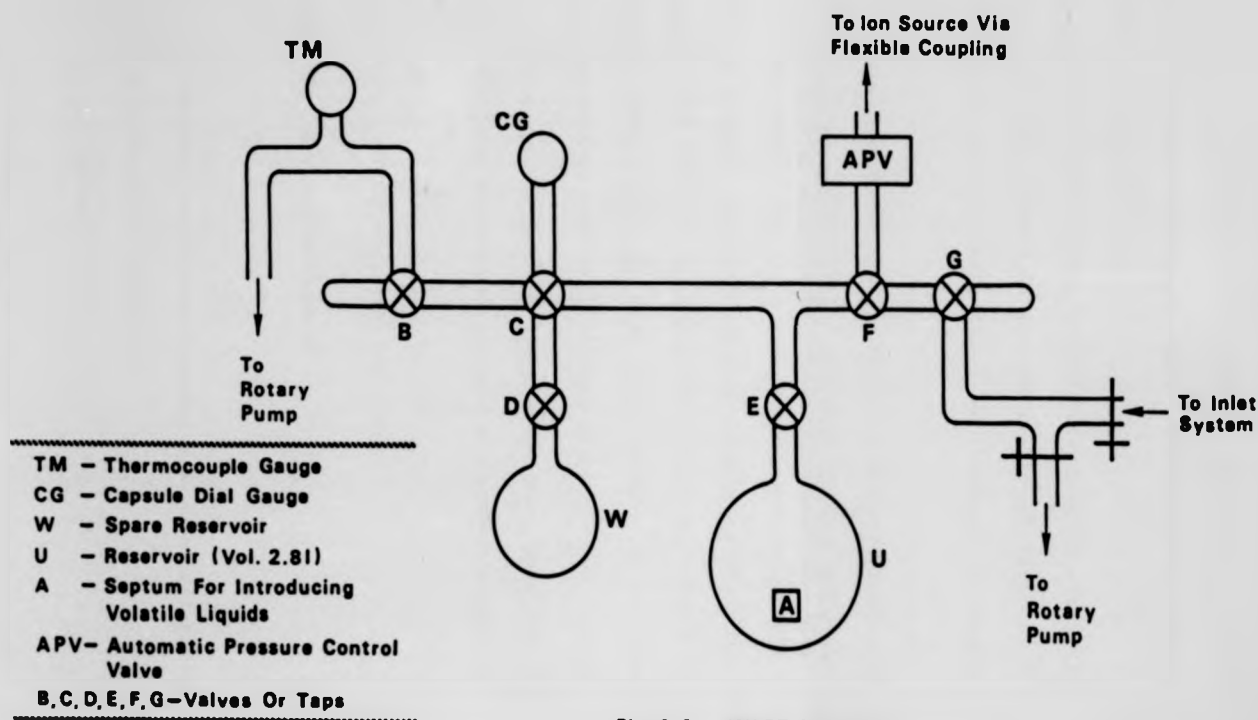 To Ion Source Via
Flexible Coupling
TM
CG
APV
G
B
C
F
To
Rotary
Pump
D
E
To Inlet
System
W
U
A
To
Rotary
Pump
TM – Thermocouple Gauge
CG – Capsule Dial Gauge
W – Spare Reservoir
U – Reservoir (Vol. 2.8l)
A – Septum For Introducing
Volatile Liquids
APV– Automatic Pressure Control
Valve
B, C, D, E, F, G–Valves Or Taps